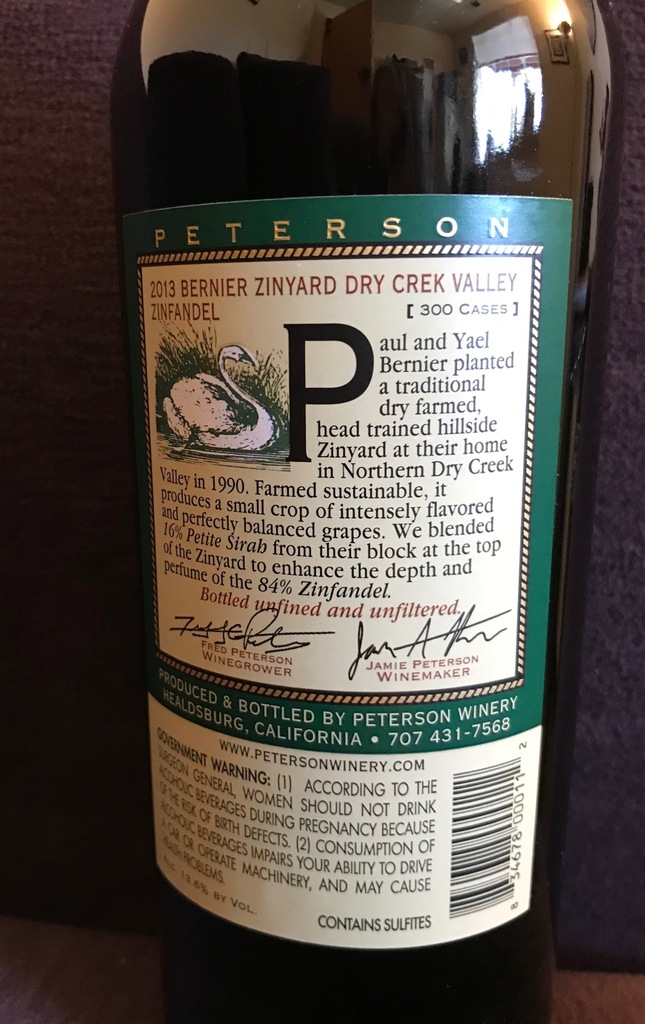 PETERSON
2013 BERNIER ZINYARD DRY CREK VALLEY
ZINFANDEL [ 300 CASES ]
Paul and Yael
Bernier planted
a traditional
dry farmed,
head trained hillside
Zinyard at their home
in Northern Dry Creek
Valley in 1990. Farmed sustainable, it
produces a small crop of intensely flavored
and perfectly balanced grapes. We blended
16% Petite Sirah from their block at the top
of the Zinyard to enhance the depth and
perfume of the 84% Zinfandel.
Bottled unfined and unfiltered.
FRED PETERSON
WINEGROWER
JAMIE PETERSON
WINEMAKER
PRODUCED & BOTTLED BY PETERSON WINERY
HEALDSBURG, CALIFORNIA • 707 431-7568
WWW.PETERSONWINERY.COM
GOVERNMENT WARNING: (1) ACCORDING TO THE
SURGEON GENERAL, WOMEN SHOULD NOT DRINK
ALCOHOLIC BEVERAGES DURING PREGNANCY BECAUSE
OF THE RISK OF BIRTH DEFECTS. (2) CONSUMPTION OF
ALCOHOLIC BEVERAGES IMPAIRS YOUR ABILITY TO DRIVE
A CAR OR OPERATE MACHINERY, AND MAY CAUSE
HEALTH PROBLEMS.
ALC. 13.6% BY VOL.
CONTAINS SULFITES
8 34678 00011 2